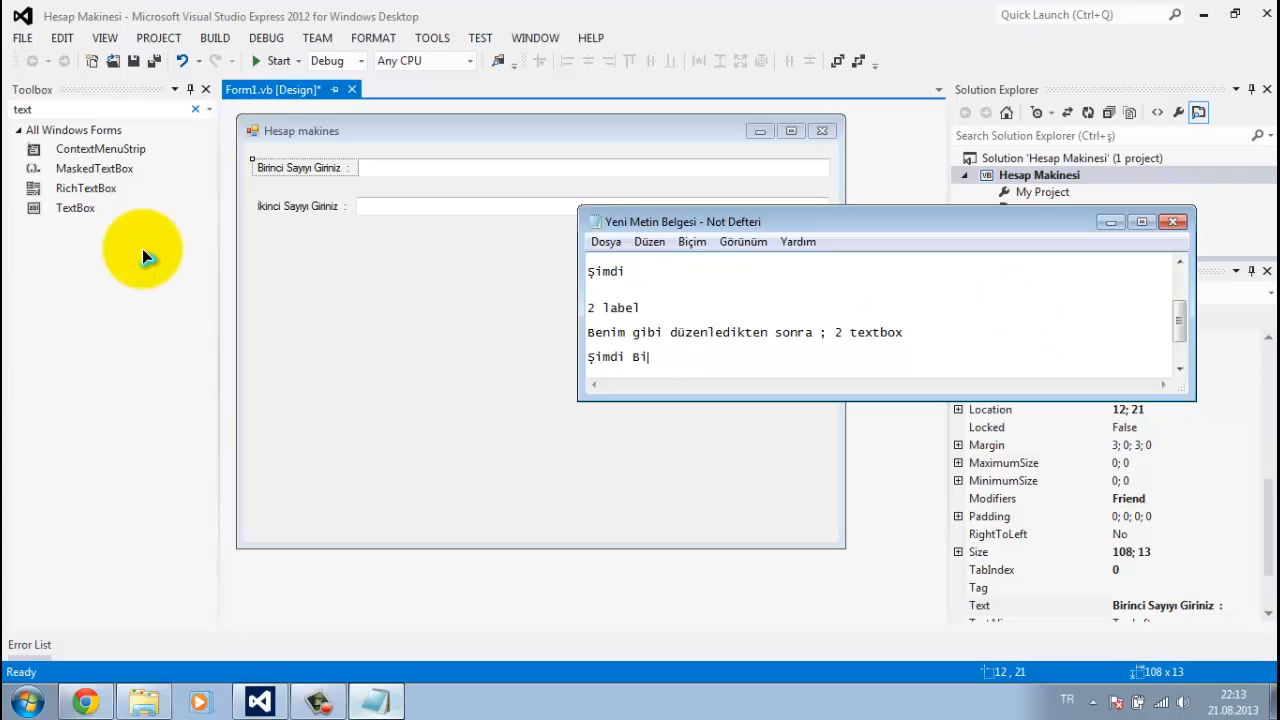 Hesap Makinesi - Microsoft Visual Studio Express 2012 for Windows Desktop
Quick Launch (Ctrl+Q)
FILE EDIT VIEW PROJECT BUILD DEBUG TEAM FORMAT TOOLS TEST WINDOW HELP
Start Debug Any CPU
Toolbox
text
All Windows Forms
ContextMenuStrip
MaskedTextBox
RichTextBox
TextBox
Form1.vb [Design]*
Hesap makines
Birinci Sayıyı Giriniz :
İkinci Sayıyı Giriniz :
Yeni Metin Belgesi - Not Defteri
Dosya Düzen Biçim Görünüm Yardım
Şimdi
2 label
Benim gibi düzenledikten sonra ; 2 textbox
Şimdi Bi
Solution Explorer
Search Solution Explorer (Ctrl+ş)
Solution 'Hesap Makinesi' (1 project)
VB Hesap Makinesi
My Project
Location 12; 21
Locked False
Margin 3; 0; 3; 0
MaximumSize 0; 0
MinimumSize 0; 0
Modifiers Friend
Padding 0; 0; 0; 0
RightToLeft No
Size 108; 13
TabIndex 0
Tag
Text Birinci Sayıyı Giriniz :
Error List
Ready
12 , 21
108 x 13
TR
22:13
21.08.2013